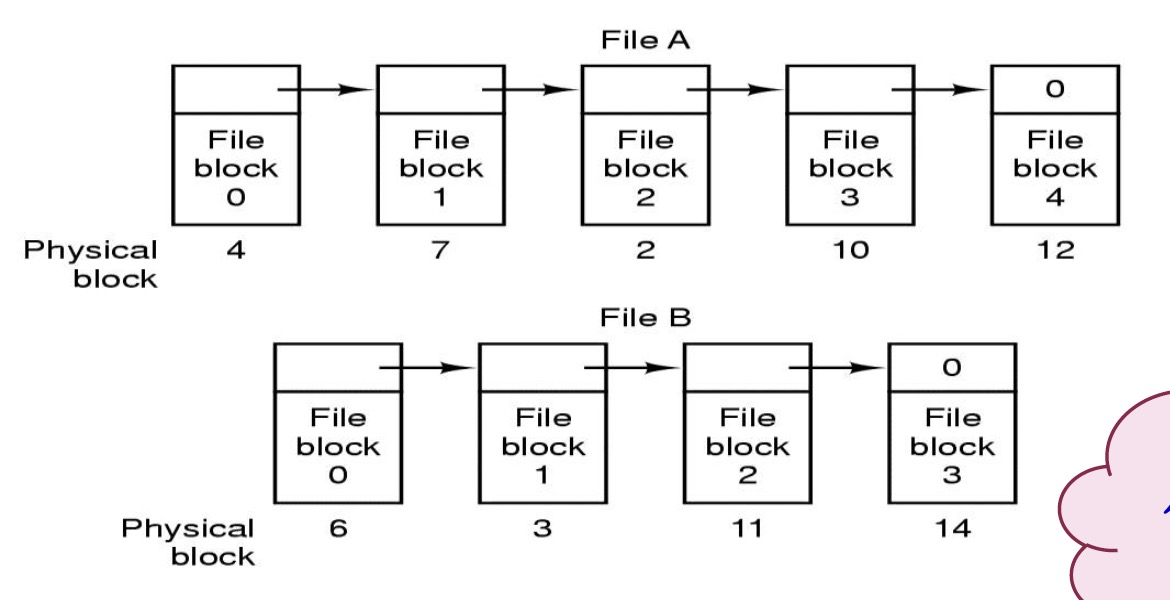 File A
0
File File File File File
block block block block block
0 1 2 3 4
Physical 4 7 2 10 12
block
File B
0
File File File File
block block block block
0 1 2 3
Physical 6 3 11 14
block